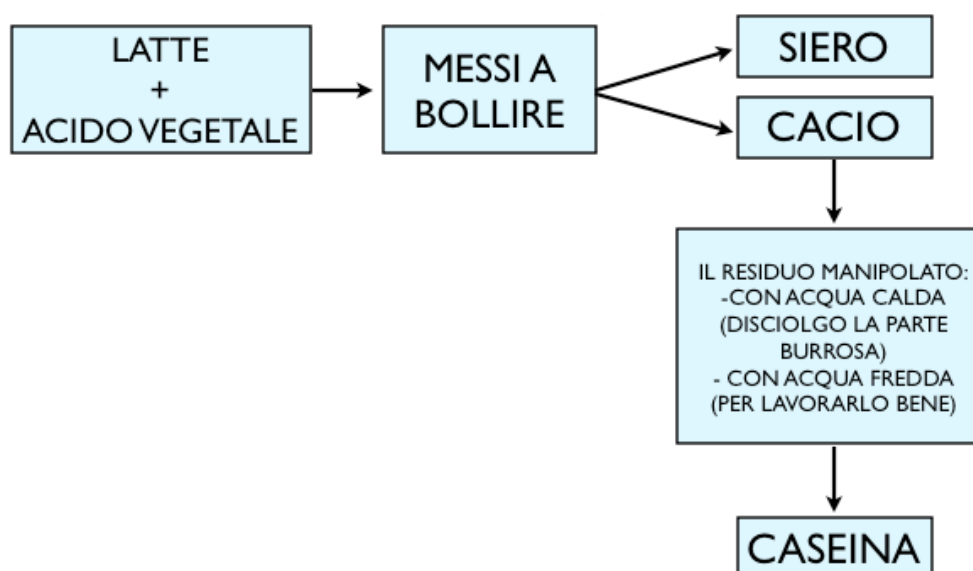 LATTE
+
ACIDO VEGETALE
MESSI A
BOLLIRE
SIERO
CACIO
IL RESIDUO MANIPOLATO:
-CON ACQUA CALDA
(DISCIOLGO LA PARTE
BURROSA)
- CON ACQUA FREDDA
(PER LAVORARLO BENE)
CASEINA